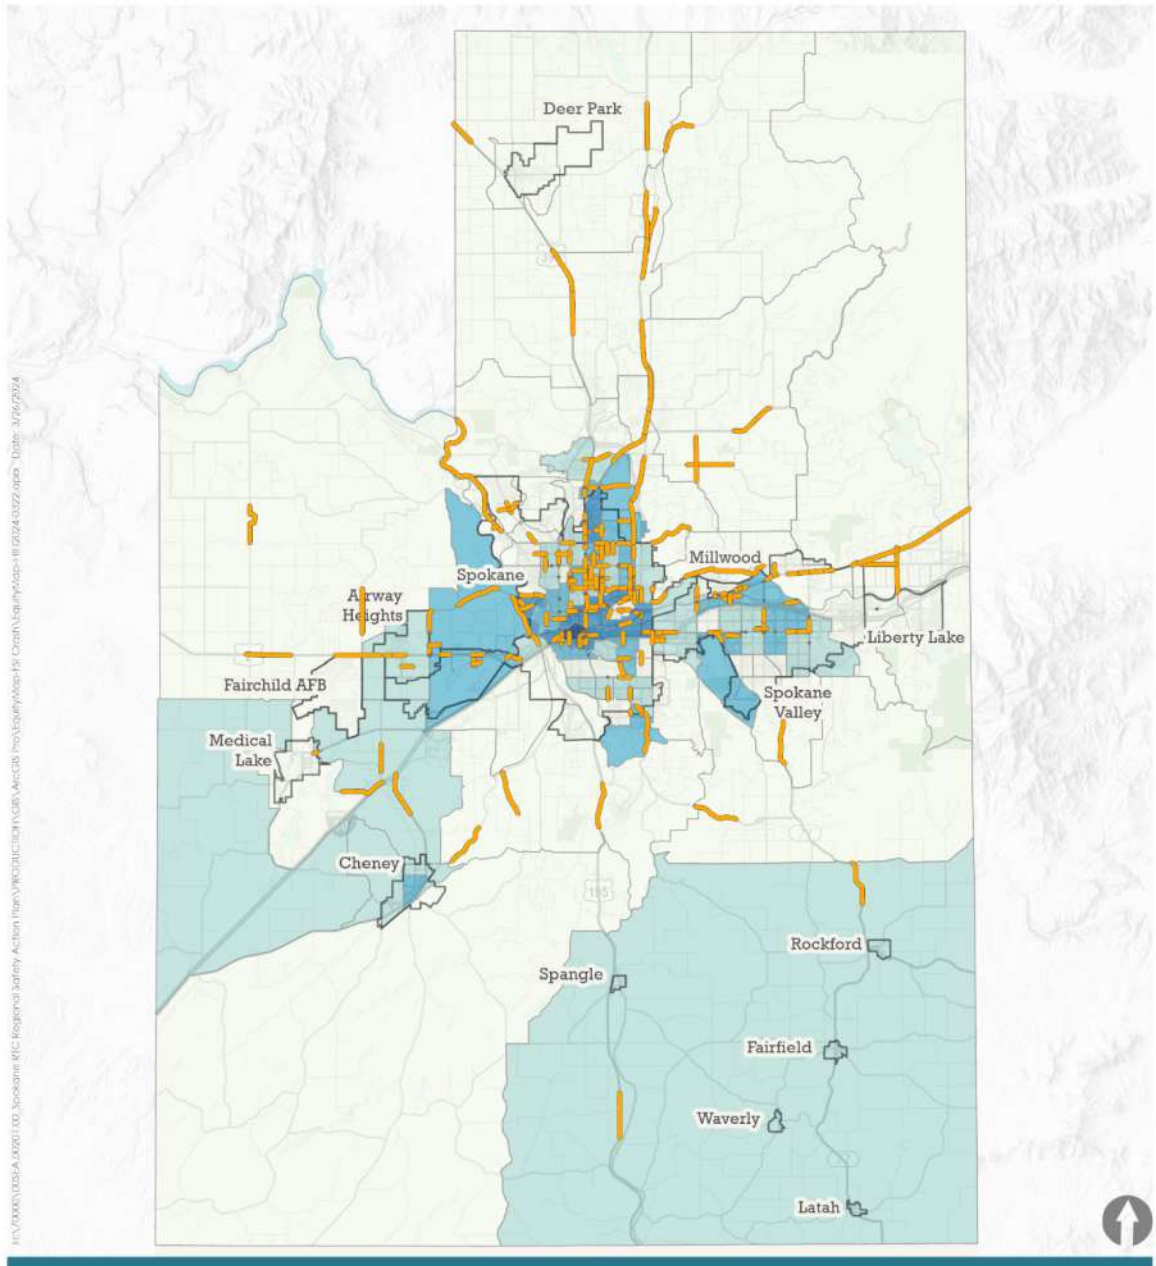 Deer Park
Millwood
Spokane
Airway
Heights
Liberty Lake
Fairchild AFB
Spokane
Valley
Medical
Lake
Cheney
195
Rockford
Spangle
Fairfield
Waverly
Latah